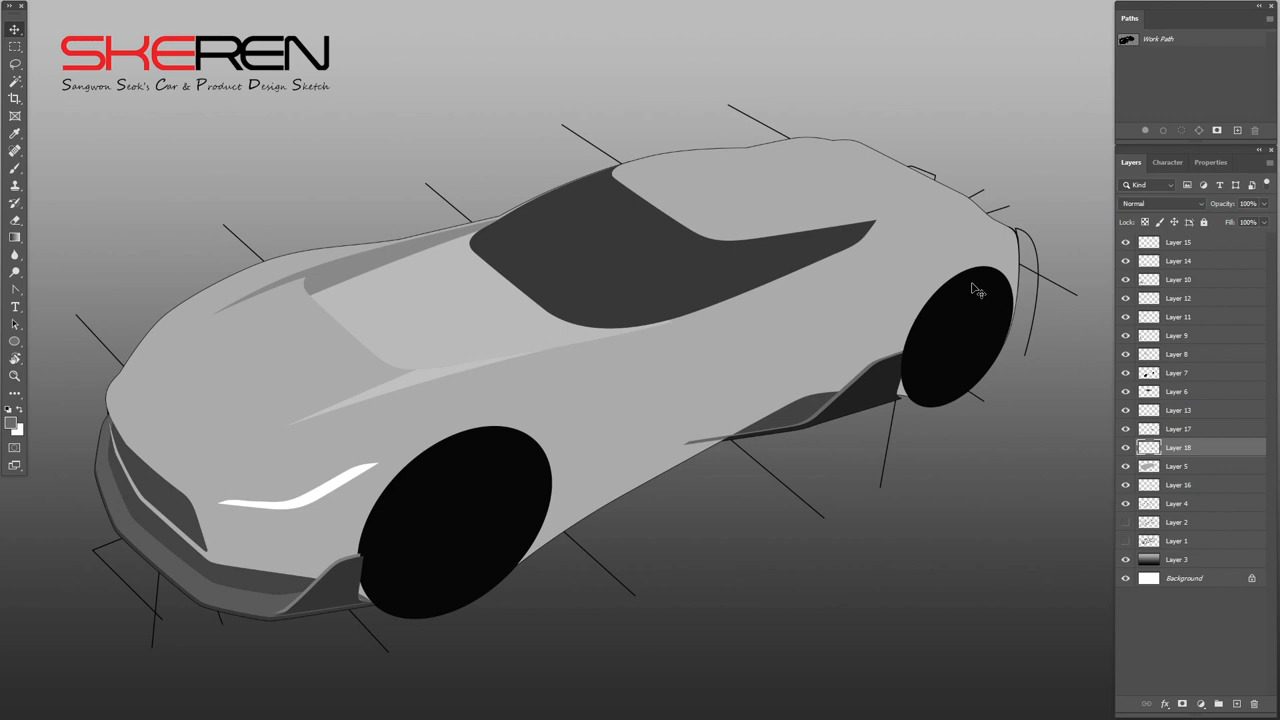 SKEREN
Sangwon Seok's Car & Product Design Sketch
Paths
Work Path
Layers Character Properties
Kind
Normal Opacity: 100%
Lock: Fill: 100%
Layer 15
Layer 14
Layer 10
Layer 12
Layer 11
Layer 9
Layer 8
Layer 7
Layer 6
Layer 13
Layer 17
Layer 18
Layer 5
Layer 16
Layer 4
Layer 2
Layer 1
Layer 3
Background